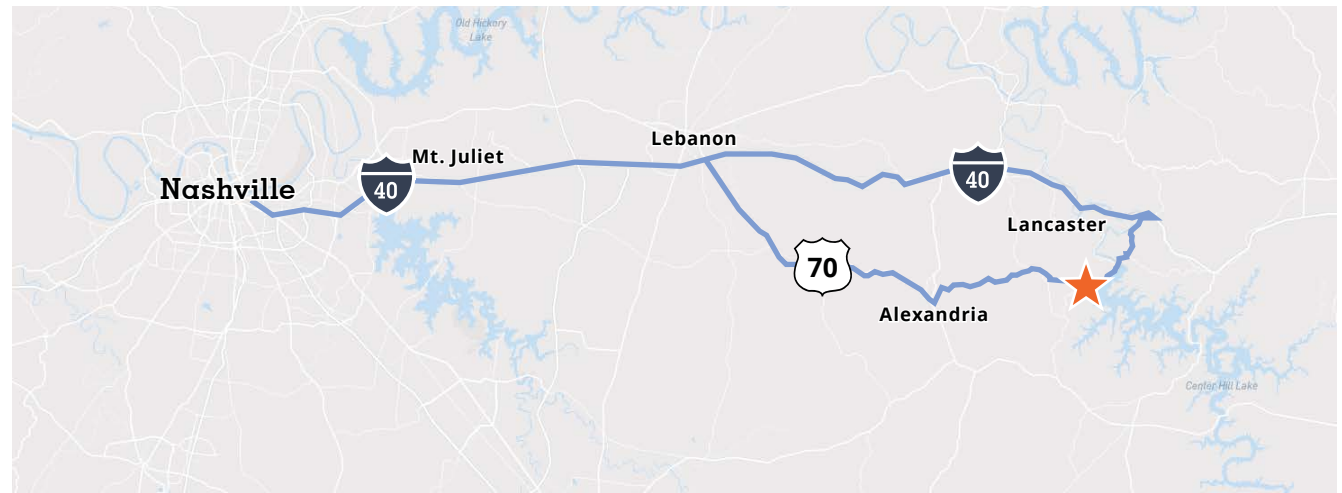 Old Hickory
Lake
Lebanon
Mt. Juliet
40
40
Nashville
Lancaster
70
Alexandria
Center Hill Lake